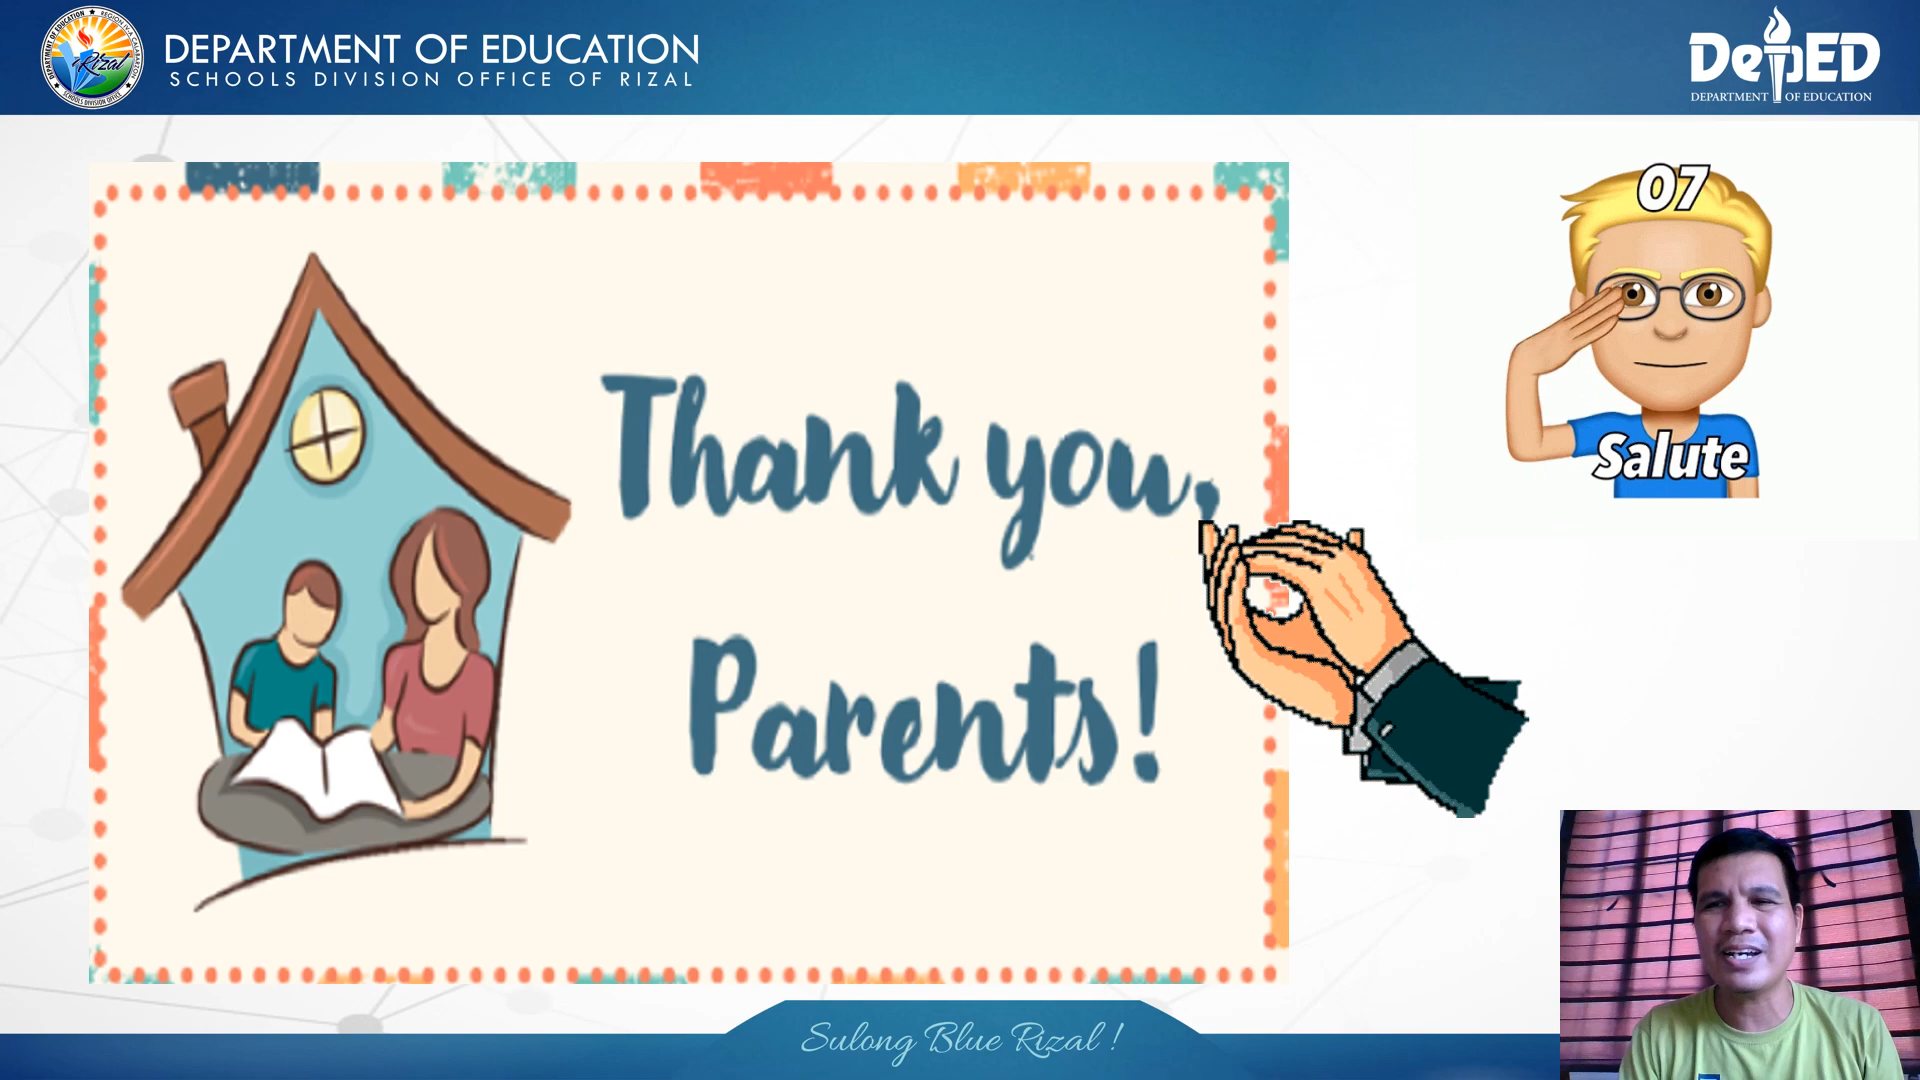 DEPARTMENT OF EDUCATION
SCHOOLS DIVISION OFFICE OF RIZAL
Rizal
DepED
DEPARTMENT OF EDUCATION
07
Salute
Thank you,
Parents!
Sulong Blue Rizal !